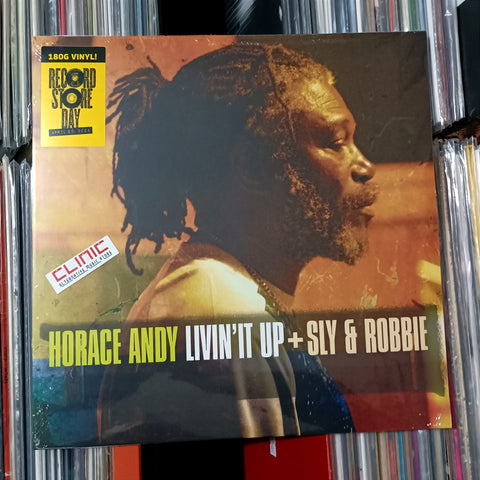 180G VINYL!
RECORD
STORE
DAY
CLINIC
HORACE ANDY LIVIN' IT UP + SLY & ROBBIE